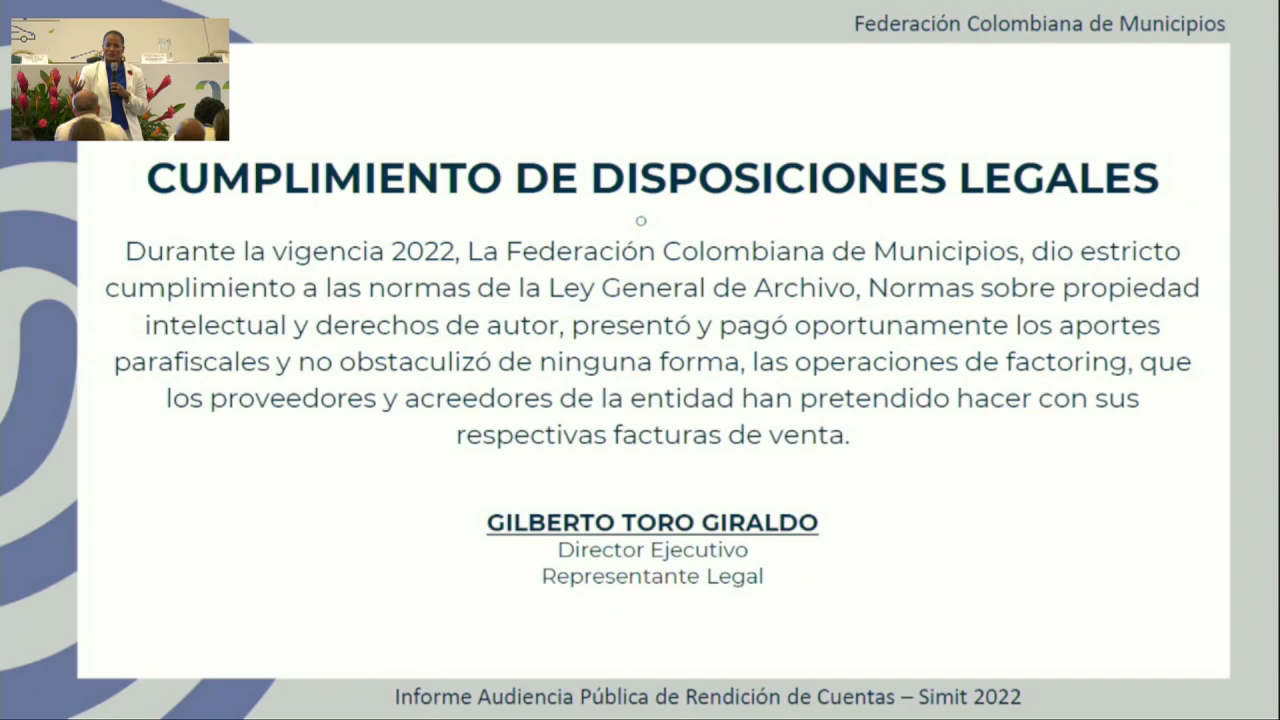 Federación Colombiana de Municipios
CUMPLIMIENTO DE DISPOSICIONES LEGALES
Durante la vigencia 2022, La Federación Colombiana de Municipios, dio estricto
cumplimiento a las normas de la Ley General de Archivo, Normas sobre propiedad
intelectual y derechos de autor, presentó y pagó oportunamente los aportes
parafiscales y no obstaculizó de ninguna forma, las operaciones de factoring, que
los proveedores y acreedores de la entidad han pretendido hacer con sus
respectivas facturas de venta.
GILBERTO TORO GIRALDO
Director Ejecutivo
Representante Legal
Informe Audiencia Pública de Rendición de Cuentas – Simit 2022